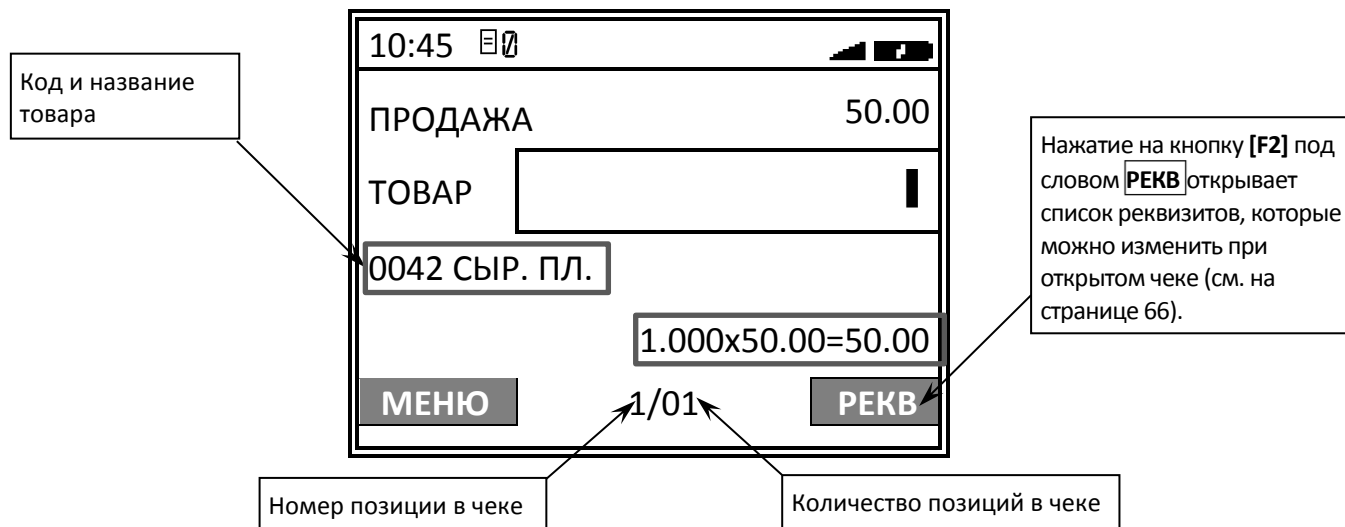 10:45
Код и название
товара
ПРОДАЖА 50.00
ТОВАР
0042 СЫР. ПЛ.
1.000x50.00=50.00
МЕНЮ 1/01 РЕКВ
Нажатие на кнопку [F2] под
словом РЕКВ открывает
список реквизитов, которые
можно изменить при
открытом чеке (см. на
странице 66).
Номер позиции в чеке
Количество позиций в чеке